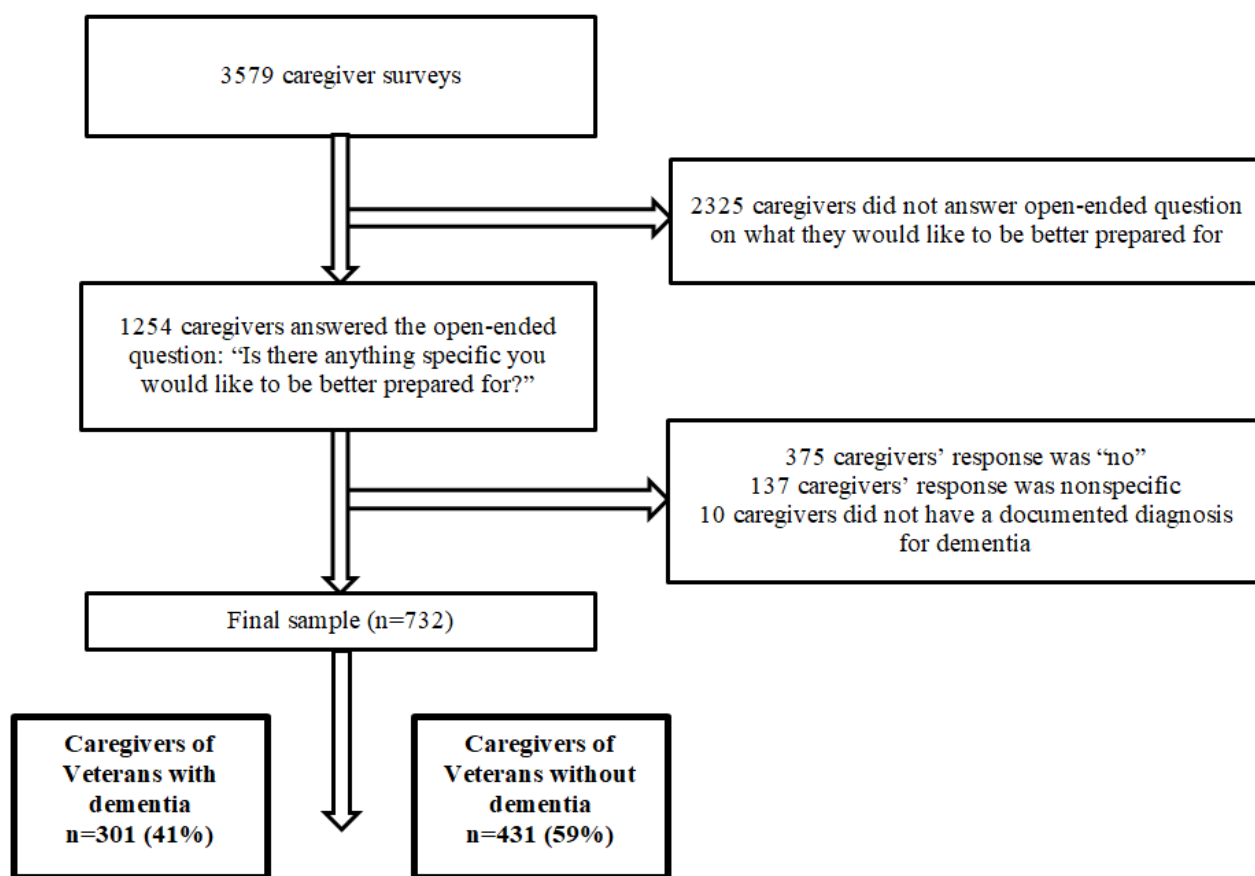 3579 caregiver surveys
2325 caregivers did not answer open-ended question
on what they would like to be better prepared for
1254 caregivers answered the open-ended
question: “Is there anything specific you
would like to be better prepared for?”
375 caregivers’ response was “no”
137 caregivers’ response was nonspecific
10 caregivers did not have a documented diagnosis
for dementia
Final sample (n=732)
Caregivers of
Veterans with
dementia
n=301 (41%)
Caregivers of
Veterans without
dementia
n=431 (59%)